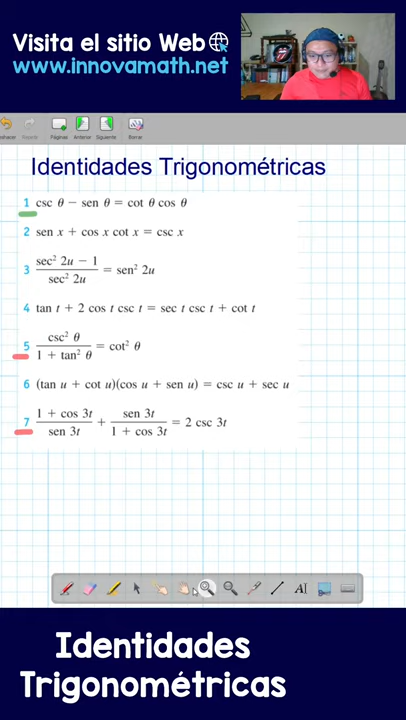 Visita el sitio Web
www.innovamath.net
Páginas Anterior Siguiente Borrar
Identidades Trigonométricas
1 csc θ − sen θ = cot θ cos θ
2 sen x + cos x cot x = csc x
3 (sec² 2u − 1)/(sec² 2u) = sen² 2u
4 tan t + 2 cos t csc t = sec t csc t + cot t
5 (csc² θ)/(1 + tan² θ) = cot² θ
6 (tan u + cot u)(cos u + sen u) = csc u + sec u
7 (1 + cos 3t)/(sen 3t) + (sen 3t)/(1 + cos 3t) = 2 csc 3t
AI
Identidades
Trigonométricas